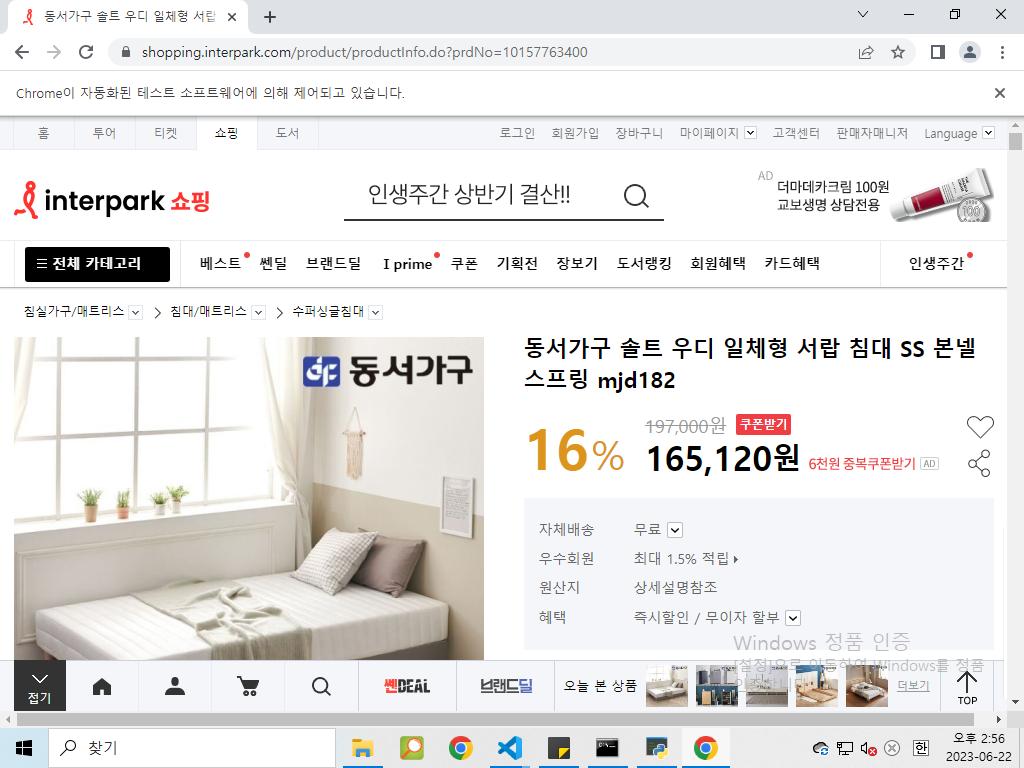 동서가구 솔트 우디 일체형 서랍
shopping.interpark.com/product/productInfo.do?prdNo=10157763400
Chrome이 자동화된 테스트 소프트웨어에 의해 제어되고 있습니다.
홈 투어 티켓 쇼핑 도서 로그인 회원가입 장바구니 마이페이지 고객센터 판매자매니저 Language
interpark 쇼핑
인생주간 상반기 결산!!
AD
더마데카크림 100원
교보생명 상담전용
100
전체 카테고리 베스트 쎈딜 브랜드딜 I prime 쿠폰 기획전 장보기 도서랭킹 회원혜택 카드혜택 인생주간
침실가구/매트리스 침대/매트리스 수퍼싱글침대
동서가구
동서가구 솔트 우디 일체형 서랍 침대 SS 본넬
스프링 mjd182
16%
197,000원 쿠폰받기
165,120원 6천원 중복쿠폰받기 AD
자체배송 무료
우수회원 최대 1.5% 적립
원산지 상세설명참조
혜택 즉시할인 / 무이자 할부
Windows 정품 인증
[설정]으로 이동하여 Windows를 정품
접기
쎈DEAL
브랜드딜
오늘 본 상품
더보기
TOP
찾기
한
오후 2:56
2023-06-22